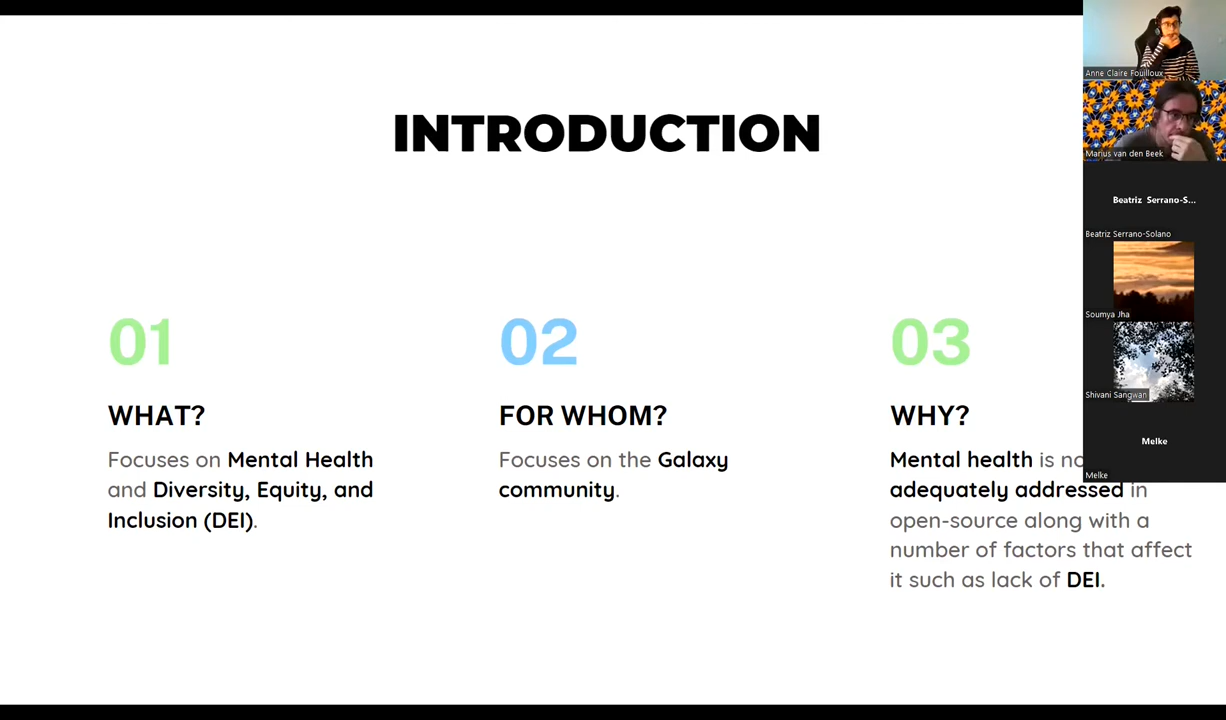 INTRODUCTION
01
WHAT?
Focuses on Mental Health
and Diversity, Equity, and
Inclusion (DEI).
02
FOR WHOM?
Focuses on the Galaxy
community.
03
WHY?
Mental health is
adequately addressed in
open-source along with a
number of factors that affect
it such as lack of DEI.
Anne Claire Fouilloux
Marius van den Beek
Beatriz Serrano-S...
Beatriz Serrano-Solano
Soumya Jha
Shivani Sangwan
Melke
Melke